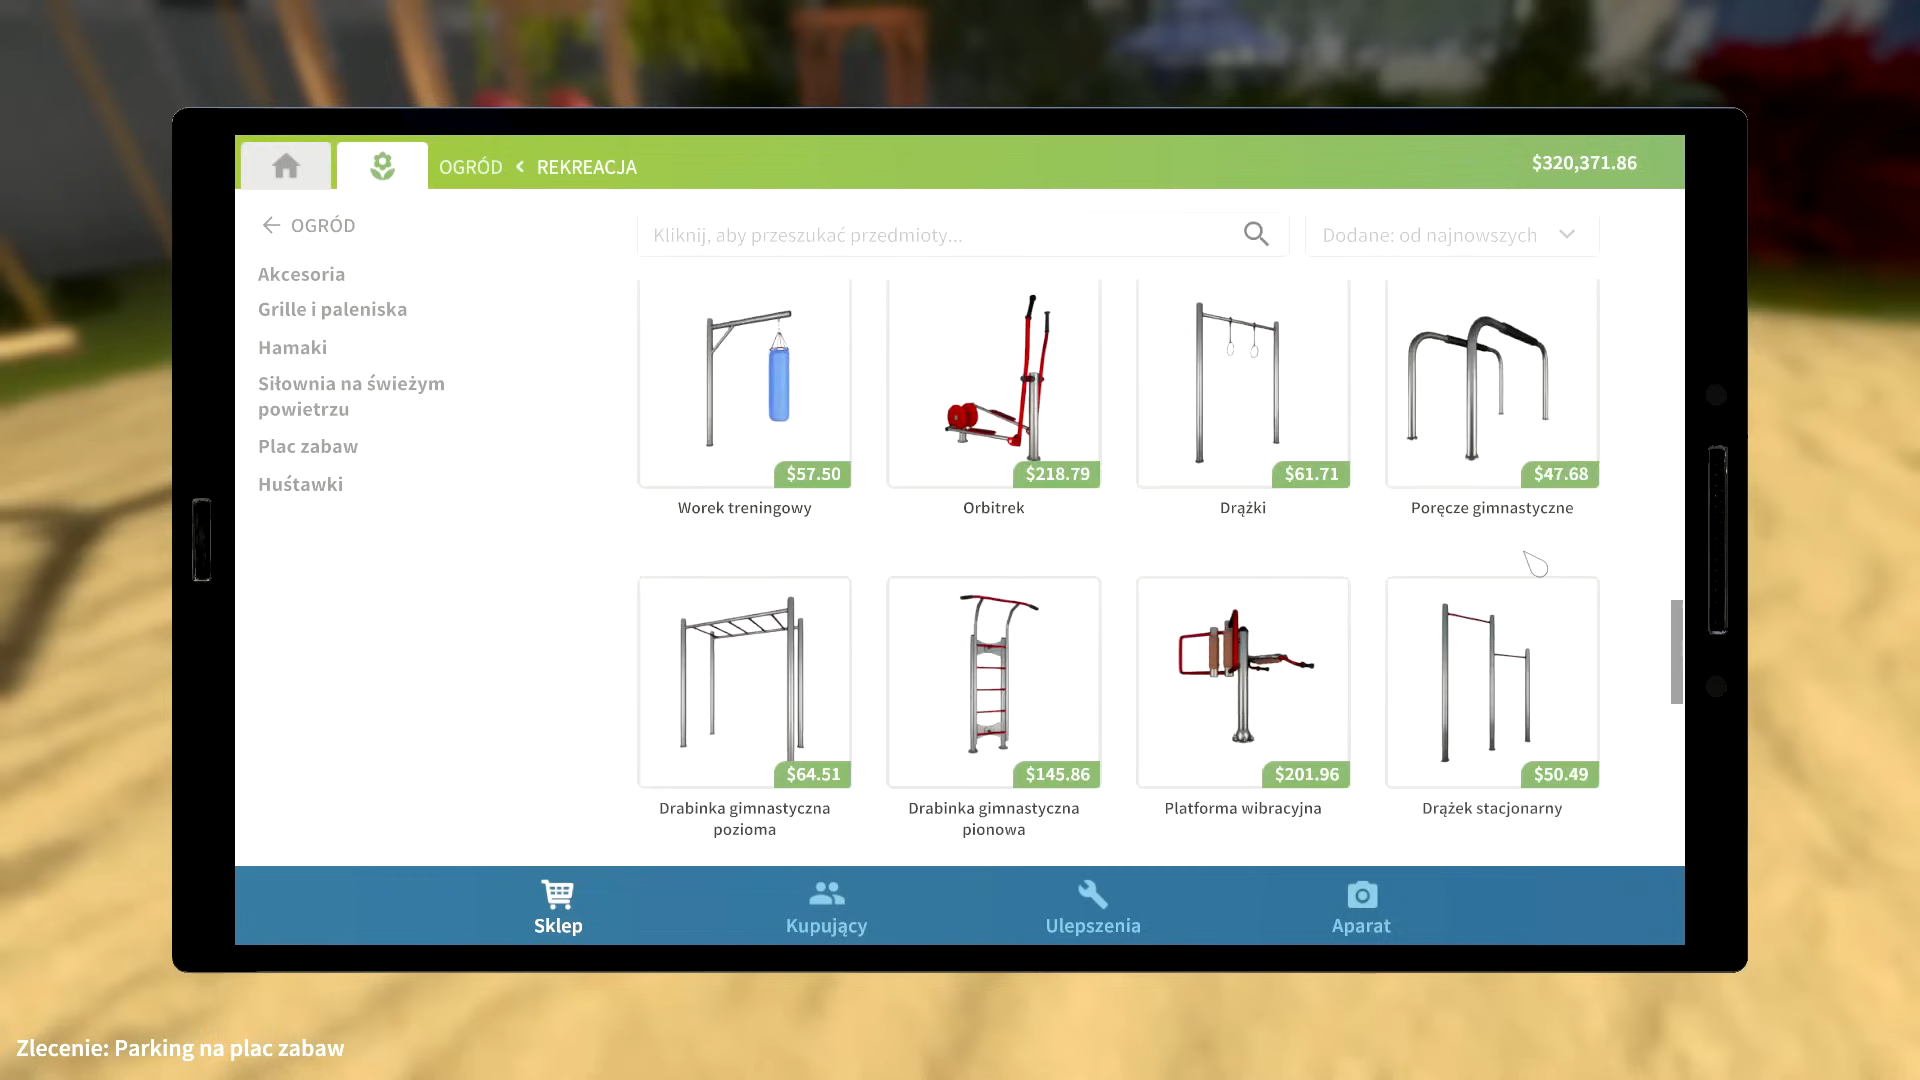 OGRÓD < REKREACJA
$320,371.86
OGRÓD
Kliknij, aby przeszukać przedmioty...
Dodane: od najnowszych
Akcesoria
Grille i paleniska
Hamaki
Siłownia na świeżym
powietrzu
Plac zabaw
Huśtawki
$57.50
$218.79
$61.71
$47.68
Worek treningowy
Orbitrek
Drążki
Poręcze gimnastyczne
$64.51
$145.86
$201.96
$50.49
Drabinka gimnastyczna
pozioma
Drabinka gimnastyczna
pionowa
Platforma wibracyjna
Drążek stacjonarny
Sklep
Kupujący
Ulepszenia
Aparat
Zlecenie: Parking na plac zabaw